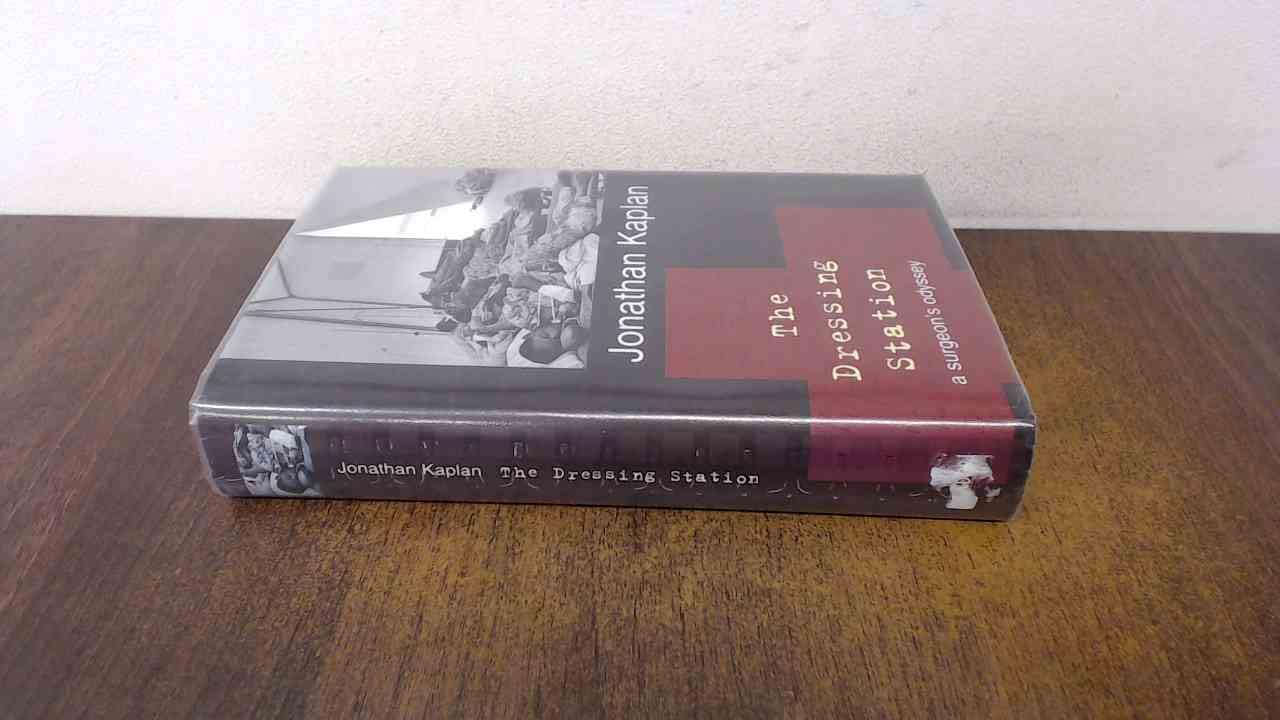 Jonathan Kaplan
The
Dressing
Station
a surgeon's odyssey
Jonathan Kaplan The Dressing Station